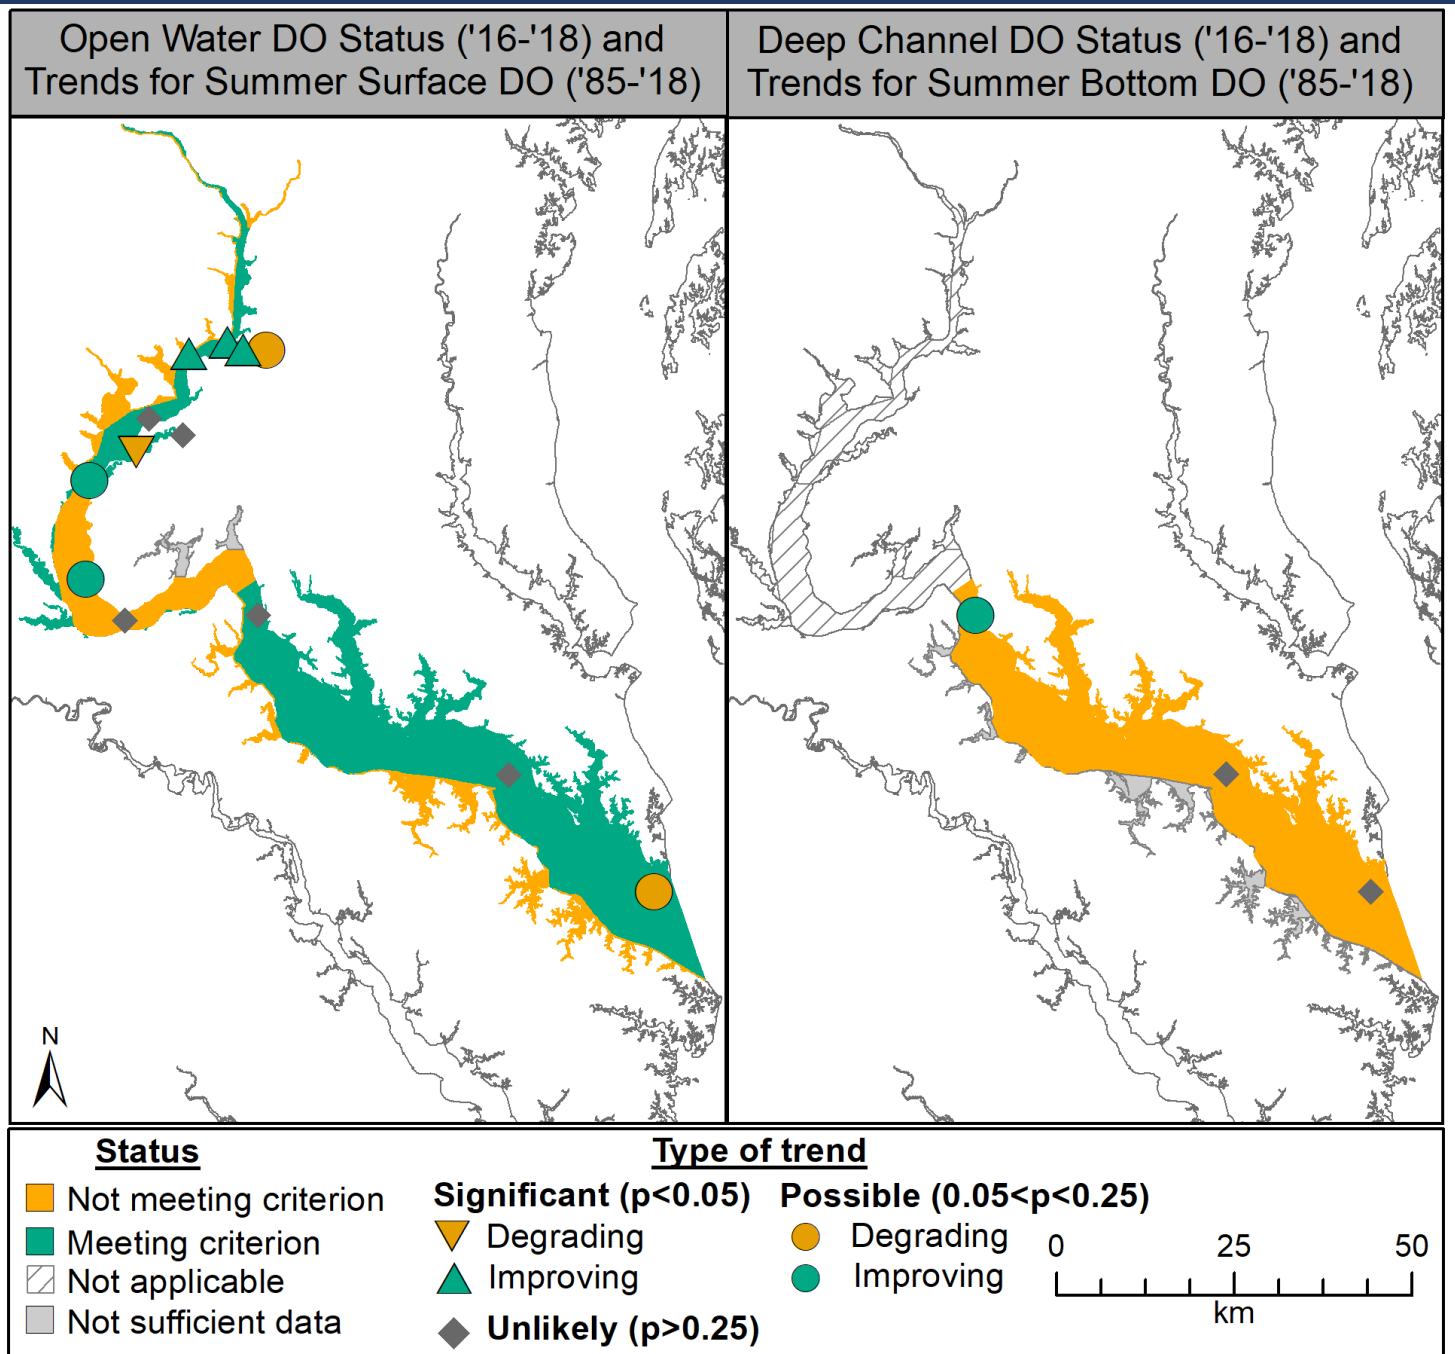 Open Water DO Status ('16-'18) and
Trends for Summer Surface DO ('85-'18)
Deep Channel DO Status ('16-'18) and
Trends for Summer Bottom DO ('85-'18)
N
Status
Not meeting criterion
Meeting criterion
Not applicable
Not sufficient data
Type of trend
Significant (p<0.05)
Degrading
Improving
Unlikely (p>0.25)
Possible (0.05<p<0.25)
Degrading
Improving
0 25 50
km